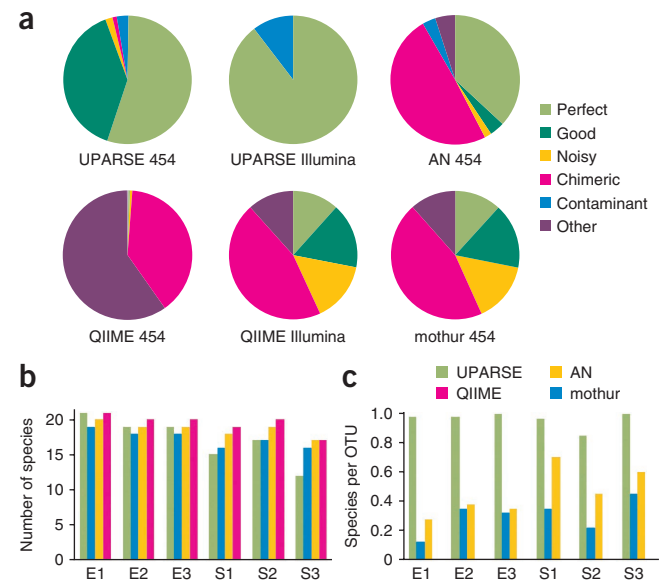 a
UPARSE 454
UPARSE Illumina
AN 454
QIIME 454
QIIME Illumina
mothur 454
Perfect
Good
Noisy
Chimeric
Contaminant
Other
b
Number of species
20
15
10
5
0
E1 E2 E3 S1 S2 S3
c
UPARSE AN
QIIME mothur
Species per OTU
1.0
0.8
0.6
0.4
0.2
0
E1 E2 E3 S1 S2 S3